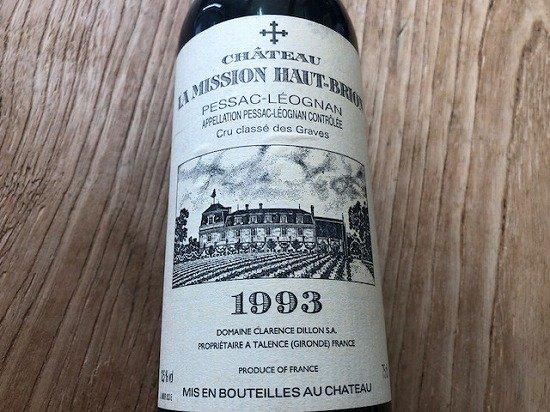 CHÂTEAU
LA MISSION HAUT-BRION
PESSAC-LÉOGNAN
APPELLATION PESSAC-LÉOGNAN CONTRÔLÉE
Cru classé des Graves
1993
DOMAINE CLARENCE DILLON S.A.
PROPRIÉTAIRE A TALENCE (GIRONDE) FRANCE
PRODUCE OF FRANCE
MIS EN BOUTEILLES AU CHATEAU